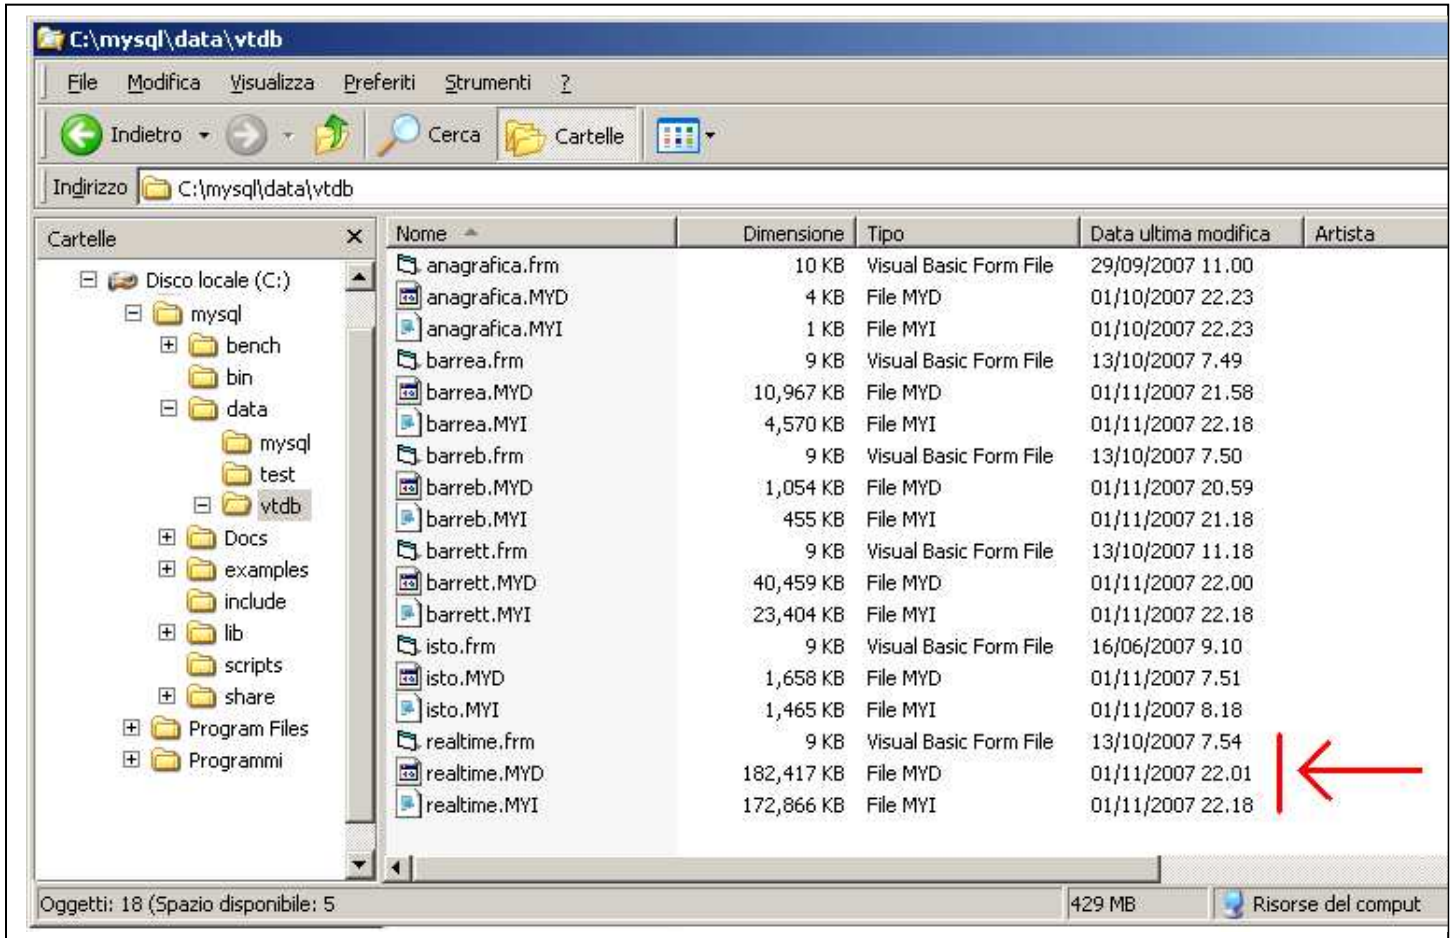 C:\mysql\data\vtdb
File Modifica Visualizza Preferiti Strumenti ?
Indietro Cerca Cartelle
Indirizzo C:\mysql\data\vtdb
Cartelle
Disco locale (C:)
mysql
bench
bin
data
mysql
test
vtdb
Docs
examples
include
lib
scripts
share
Program Files
Programmi
Nome Dimensione Tipo Data ultima modifica Artista
anagrafica.frm 10 KB Visual Basic Form File 29/09/2007 11.00
anagrafica.MYD 4 KB File MYD 01/10/2007 22.23
anagrafica.MYI 1 KB File MYI 01/10/2007 22.23
barrea.frm 9 KB Visual Basic Form File 13/10/2007 7.49
barrea.MYD 10,967 KB File MYD 01/11/2007 21.58
barrea.MYI 4,570 KB File MYI 01/11/2007 22.18
barreb.frm 9 KB Visual Basic Form File 13/10/2007 7.50
barreb.MYD 1,054 KB File MYD 01/11/2007 20.59
barreb.MYI 455 KB File MYI 01/11/2007 21.18
barrett.frm 9 KB Visual Basic Form File 13/10/2007 11.18
barrett.MYD 40,459 KB File MYD 01/11/2007 22.00
barrett.MYI 23,404 KB File MYI 01/11/2007 22.18
isto.frm 9 KB Visual Basic Form File 16/06/2007 9.10
isto.MYD 1,658 KB File MYD 01/11/2007 7.51
isto.MYI 1,465 KB File MYI 01/11/2007 8.18
realtime.frm 9 KB Visual Basic Form File 13/10/2007 7.54
realtime.MYD 182,417 KB File MYD 01/11/2007 22.01
realtime.MYI 172,866 KB File MYI 01/11/2007 22.18
Oggetti: 18 (Spazio disponibile: 5 429 MB Risorse del comput